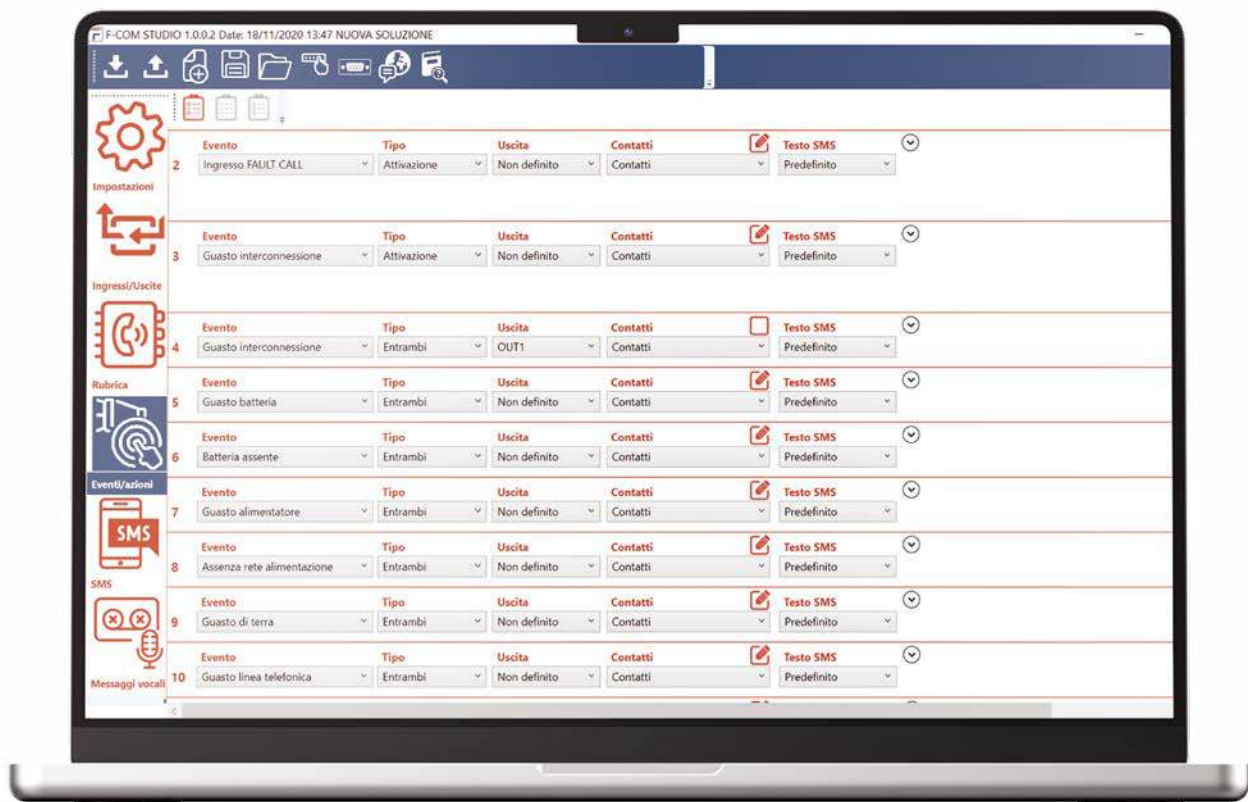 F-COM STUDIO 1.0.0.2 Date: 18/11/2020 13:47 NUOVA SOLUZIONE
Impostazioni
Ingressi/Uscite
Rubrica
Eventi/azioni
SMS
SMS
Messaggi vocali
Evento Tipo Uscita Contatti Testo SMS
2 Ingresso FAULT CALL Attivazione Non definito Contatti Predefinito
Evento Tipo Uscita Contatti Testo SMS
3 Guasto interconnessione Attivazione Non definito Contatti Predefinito
Evento Tipo Uscita Contatti Testo SMS
4 Guasto interconnessione Entrambi OUT1 Contatti Predefinito
Evento Tipo Uscita Contatti Testo SMS
5 Guasto batteria Entrambi Non definito Contatti Predefinito
Evento Tipo Uscita Contatti Testo SMS
6 Batteria assente Entrambi Non definito Contatti Predefinito
Evento Tipo Uscita Contatti Testo SMS
7 Guasto alimentatore Entrambi Non definito Contatti Predefinito
Evento Tipo Uscita Contatti Testo SMS
8 Assenza rete alimentazione Entrambi Non definito Contatti Predefinito
Evento Tipo Uscita Contatti Testo SMS
9 Guasto di terra Entrambi Non definito Contatti Predefinito
Evento Tipo Uscita Contatti Testo SMS
10 Guasto linea telefonica Entrambi Non definito Contatti Predefinito